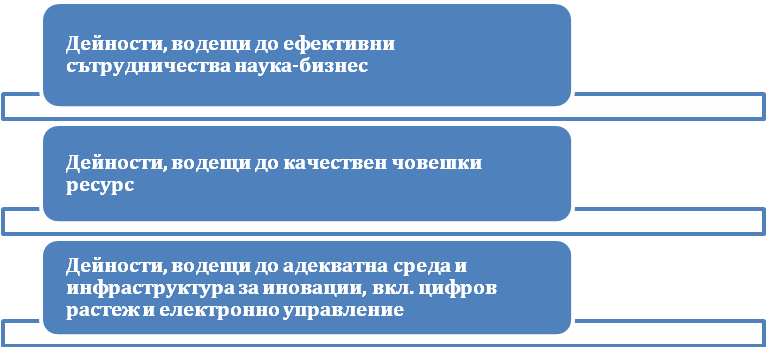 Дейности, водещи до ефективни
сътрудничества наука-бизнес
Дейности, водещи до качествен човешки
ресурс
Дейности, водещи до адекватна среда и
инфраструктура за иновации, вкл. цифров
растеж и електронно управление